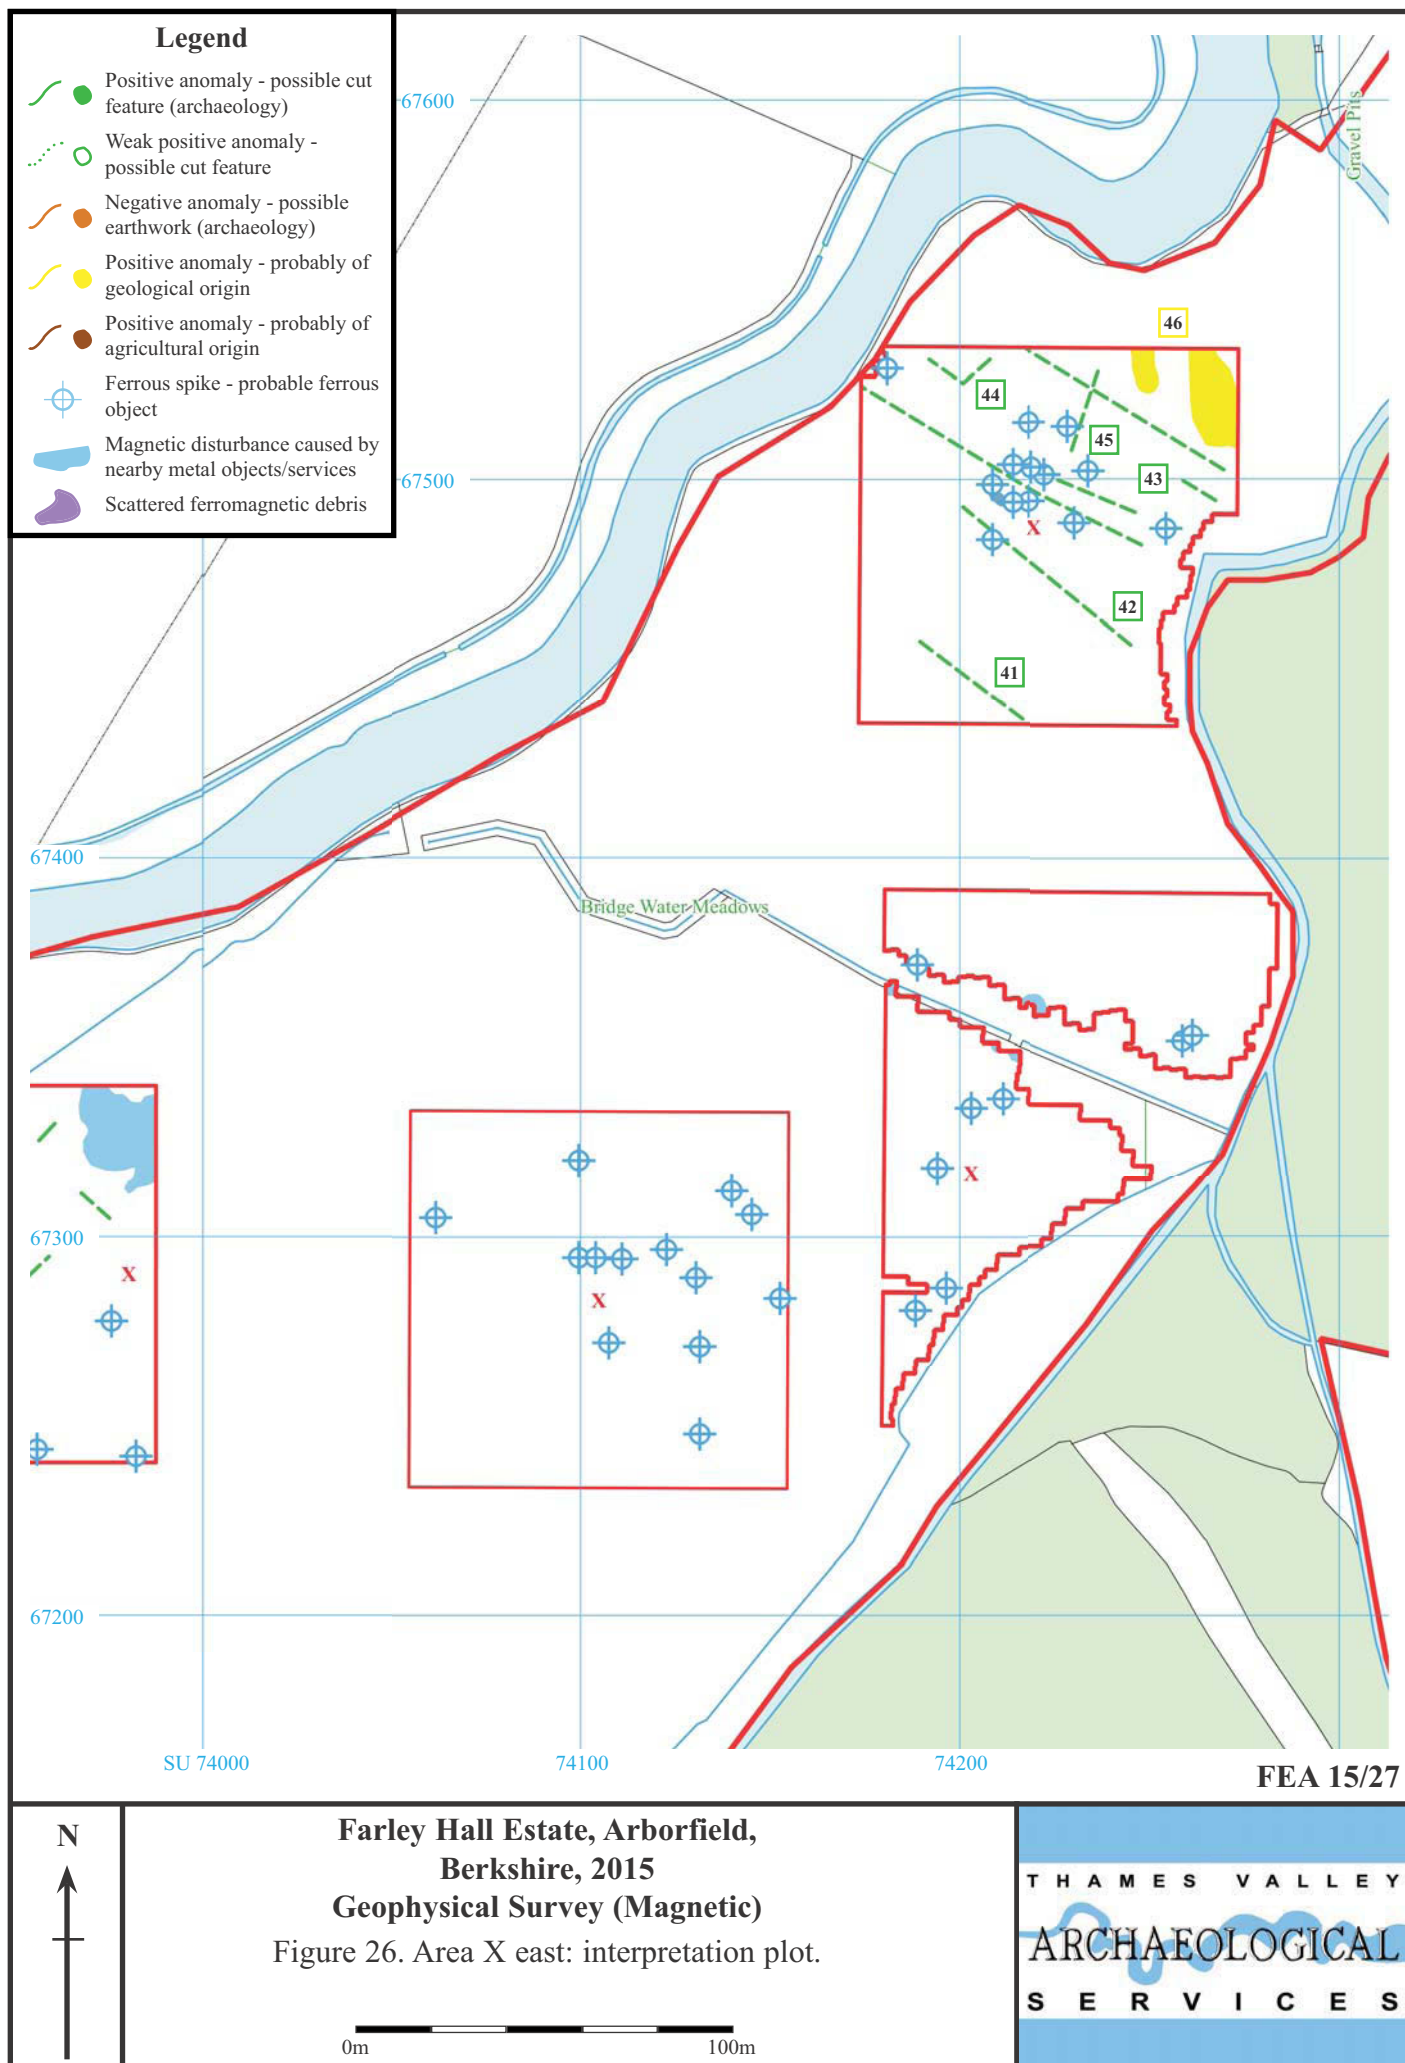 Legend
Positive anomaly - possible cut
feature (archaeology)
Weak positive anomaly -
possible cut feature
Negative anomaly - possible
earthwork (archaeology)
Positive anomaly - probably of
geological origin
Positive anomaly - probably of
agricultural origin
Ferrous spike - probable ferrous
object
Magnetic disturbance caused by
nearby metal objects/services
Scattered ferromagnetic debris
67600
Gravel Pits
46
44
45
67500
43
X
42
41
67400
Bridge Water Meadows
X
67300
X
X
67200
SU 74000
74100
74200
FEA 15/27
N
Farley Hall Estate, Arborfield,
Berkshire, 2015
Geophysical Survey (Magnetic)
Figure 26. Area X east: interpretation plot.
0m
100m
THAMES VALLEY
ARCHAEOLOGICAL
SERVICES